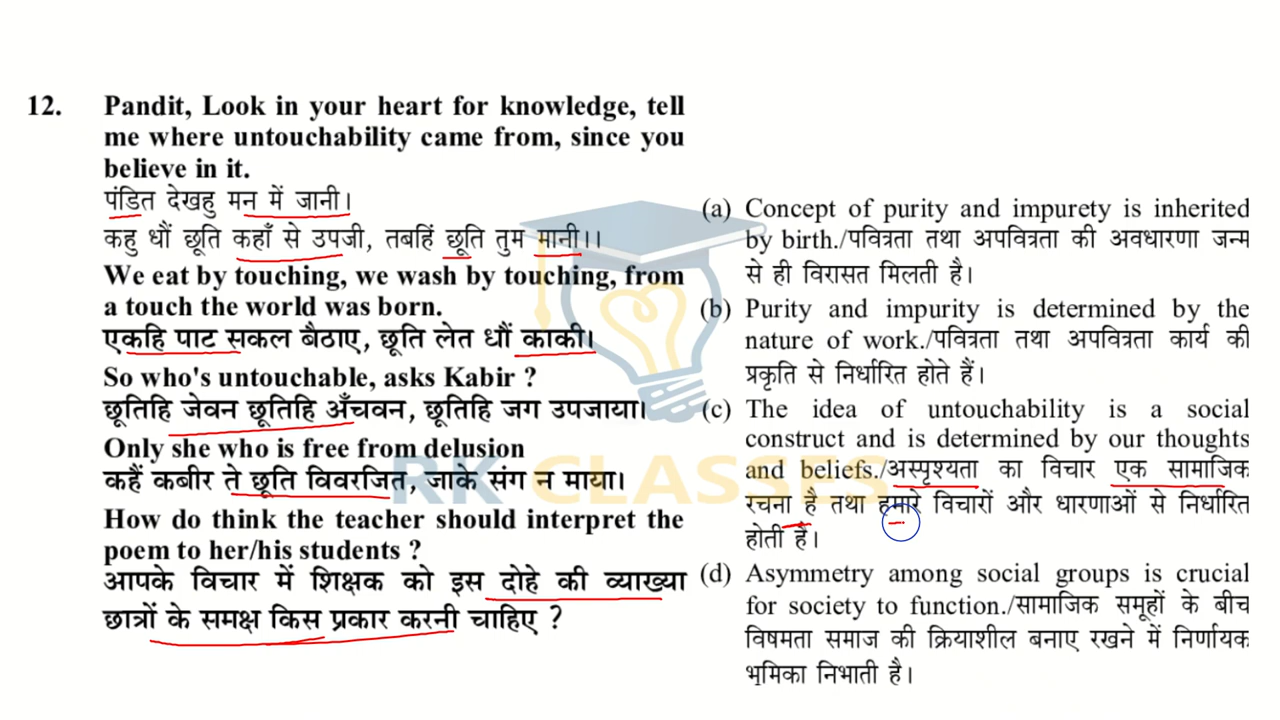 12. Pandit, Look in your heart for knowledge, tell
me where untouchability came from, since you
believe in it.
पंडित देखहु मन में जानी।
कहु धौं छूति कहाँ से उपजी, तबहिं छूति तुम मानी।।
We eat by touching, we wash by touching, from
a touch the world was born.
एकहि पाट सकल बैठाए, छूति लेत धौं काकी।
So who's untouchable, asks Kabir ?
छूतिहि जेवन छूतिहि अँचवन, छूतिहि जग उपजाया।
Only she who is free from delusion
कहैं कबीर ते छूति विवरजित, जाके संग न माया।
How do think the teacher should interpret the
poem to her/his students ?
आपके विचार में शिक्षक को इस दोहे की व्याख्या
छात्रों के समक्ष किस प्रकार करनी चाहिए ?
(a) Concept of purity and impurety is inherited
by birth./पवित्रता तथा अपवित्रता की अवधारणा जन्म
से ही विरासत मिलती है।
(b) Purity and impurity is determined by the
nature of work./पवित्रता तथा अपवित्रता कार्य की
प्रकृति से निर्धारित होते हैं।
(c) The idea of untouchability is a social
construct and is determined by our thoughts
and beliefs./अस्पृश्यता का विचार एक सामाजिक
रचना है तथा हमारे विचारों और धारणाओं से निर्धारित
होती है।
(d) Asymmetry among social groups is crucial
for society to function./सामाजिक समूहों के बीच
विषमता समाज की क्रियाशील बनाए रखने में निर्णायक
भूमिका निभाती है।
RK CLASSES